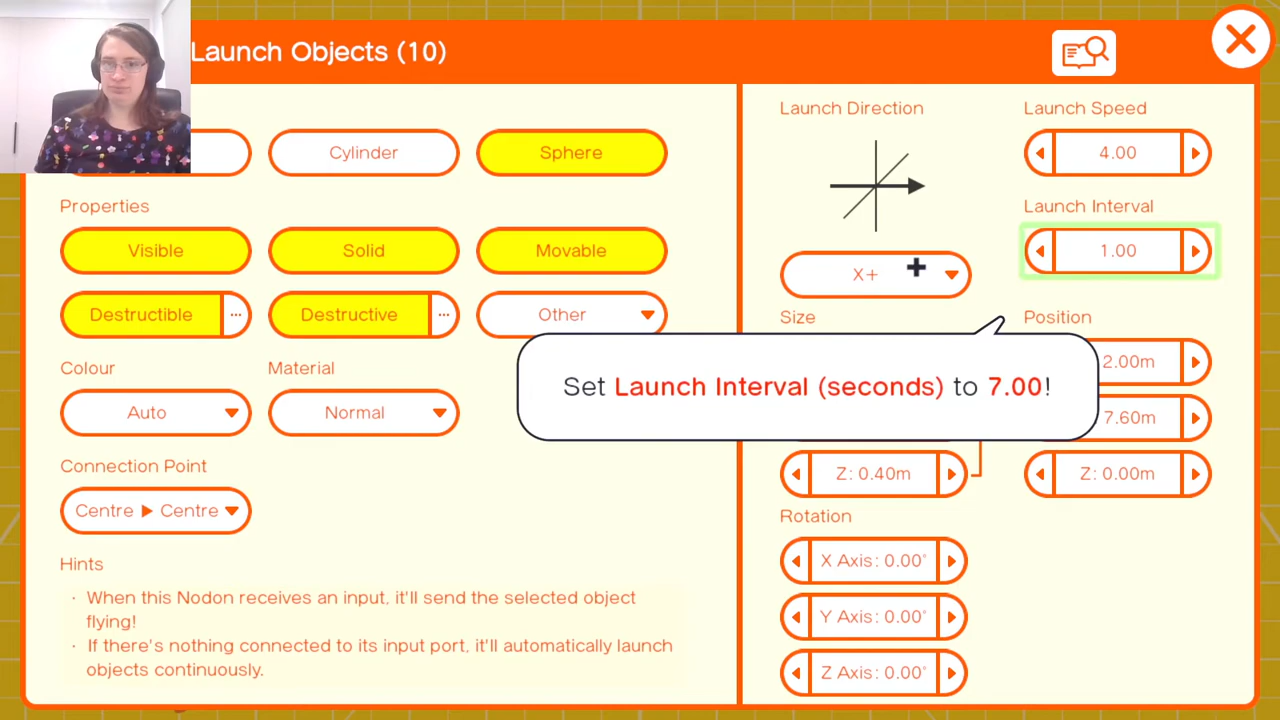 Launch Objects (10)
Cylinder
Sphere
Properties
Visible
Solid
Movable
Destructible
...
Destructive
...
Other
Colour
Material
Auto
Normal
Connection Point
Centre ▶ Centre
Hints
· When this Nodon receives an input, it'll send the selected object
flying!
· If there's nothing connected to its input port, it'll automatically launch
objects continuously.
Launch Direction
X+
Launch Speed
4.00
Launch Interval
1.00
Size
Position
Set Launch Interval (seconds) to 7.00!
2.00m
7.60m
Z: 0.40m
Z: 0.00m
Rotation
X Axis: 0.00°
Y Axis: 0.00°
Z Axis: 0.00°